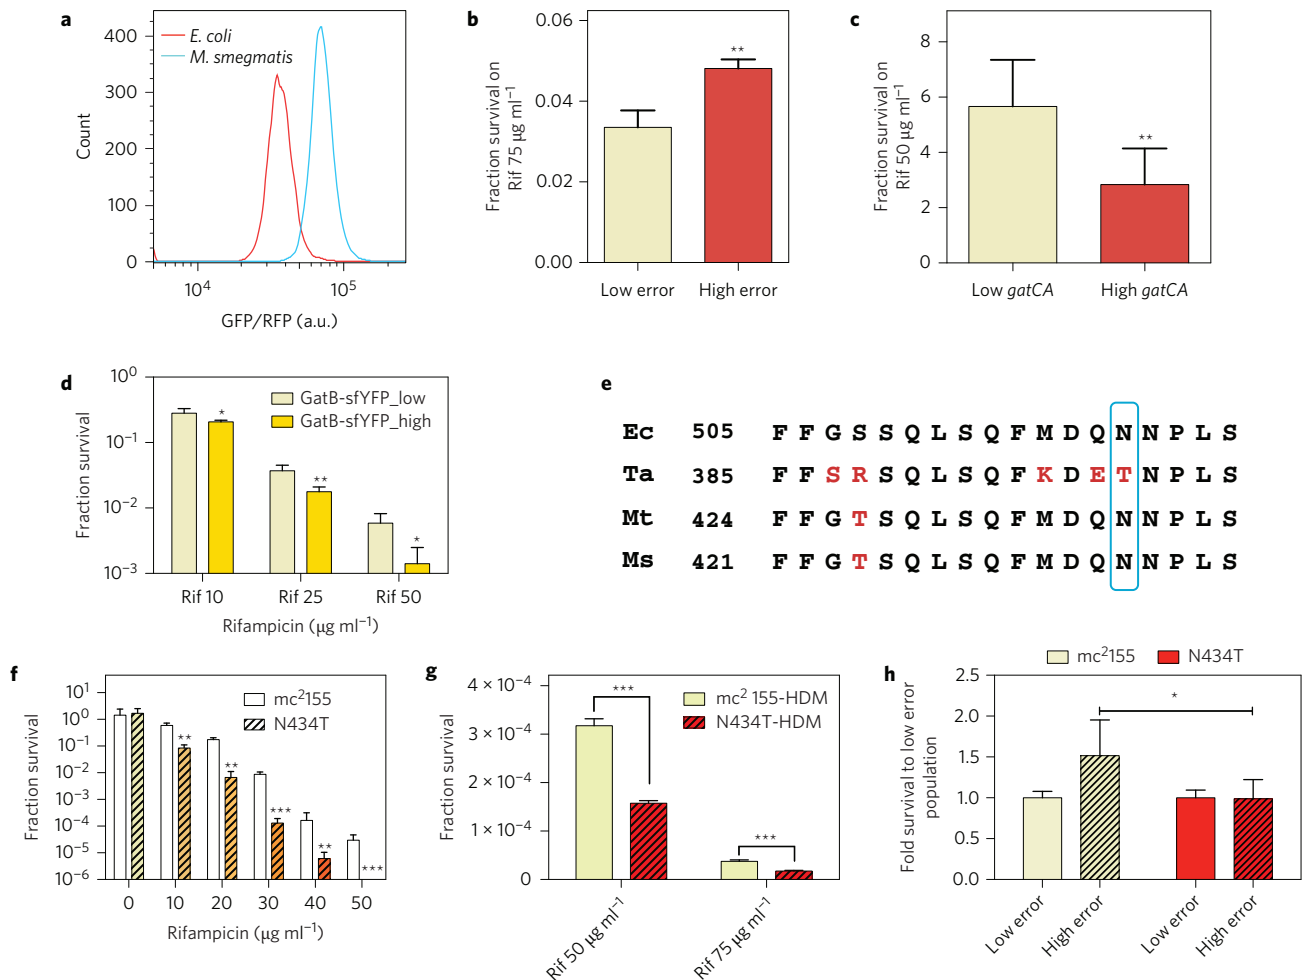 a
E. coli
M. smegmatis
Count
400
300
200
100
0
10⁴
10⁵
GFP/RFP (a.u.)
b
Fraction survival on
Rif 75 µg ml⁻¹
0.06
0.04
0.02
0.00
**
Low error
High error
c
Fraction survival on
Rif 50 µg ml⁻¹
8
6
4
2
0
**
Low gatCA
High gatCA
d
Fraction survival
10⁰
10⁻¹
10⁻²
10⁻³
GatB-sfYFP_low
GatB-sfYFP_high
*
**
*
Rif 10
Rif 25
Rif 50
Rifampicin (µg ml⁻¹)
e
Ec 505 F F G S S Q L S Q F M D Q N N P L S
Ta 385 F F S R S Q L S Q F K D E T N P L S
Mt 424 F F G T S Q L S Q F M D Q N N P L S
Ms 421 F F G T S Q L S Q F M D Q N N P L S
f
Fraction survival
10¹
10⁰
10⁻¹
10⁻²
10⁻³
10⁻⁴
10⁻⁵
10⁻⁶
mc²155
N434T
**
**
***
**
***
0 10 20 30 40 50
Rifampicin (µg ml⁻¹)
g
Fraction survival
4 × 10⁻⁴
3 × 10⁻⁴
2 × 10⁻⁴
1 × 10⁻⁴
0
mc² 155-HDM
N434T-HDM
***
***
Rif 50 µg ml⁻¹
Rif 75 µg ml⁻¹
h
mc²155
N434T
Fold survival to low error
population
2.5
2.0
1.5
1.0
0.5
0.0
*
Low error
High error
Low error
High error